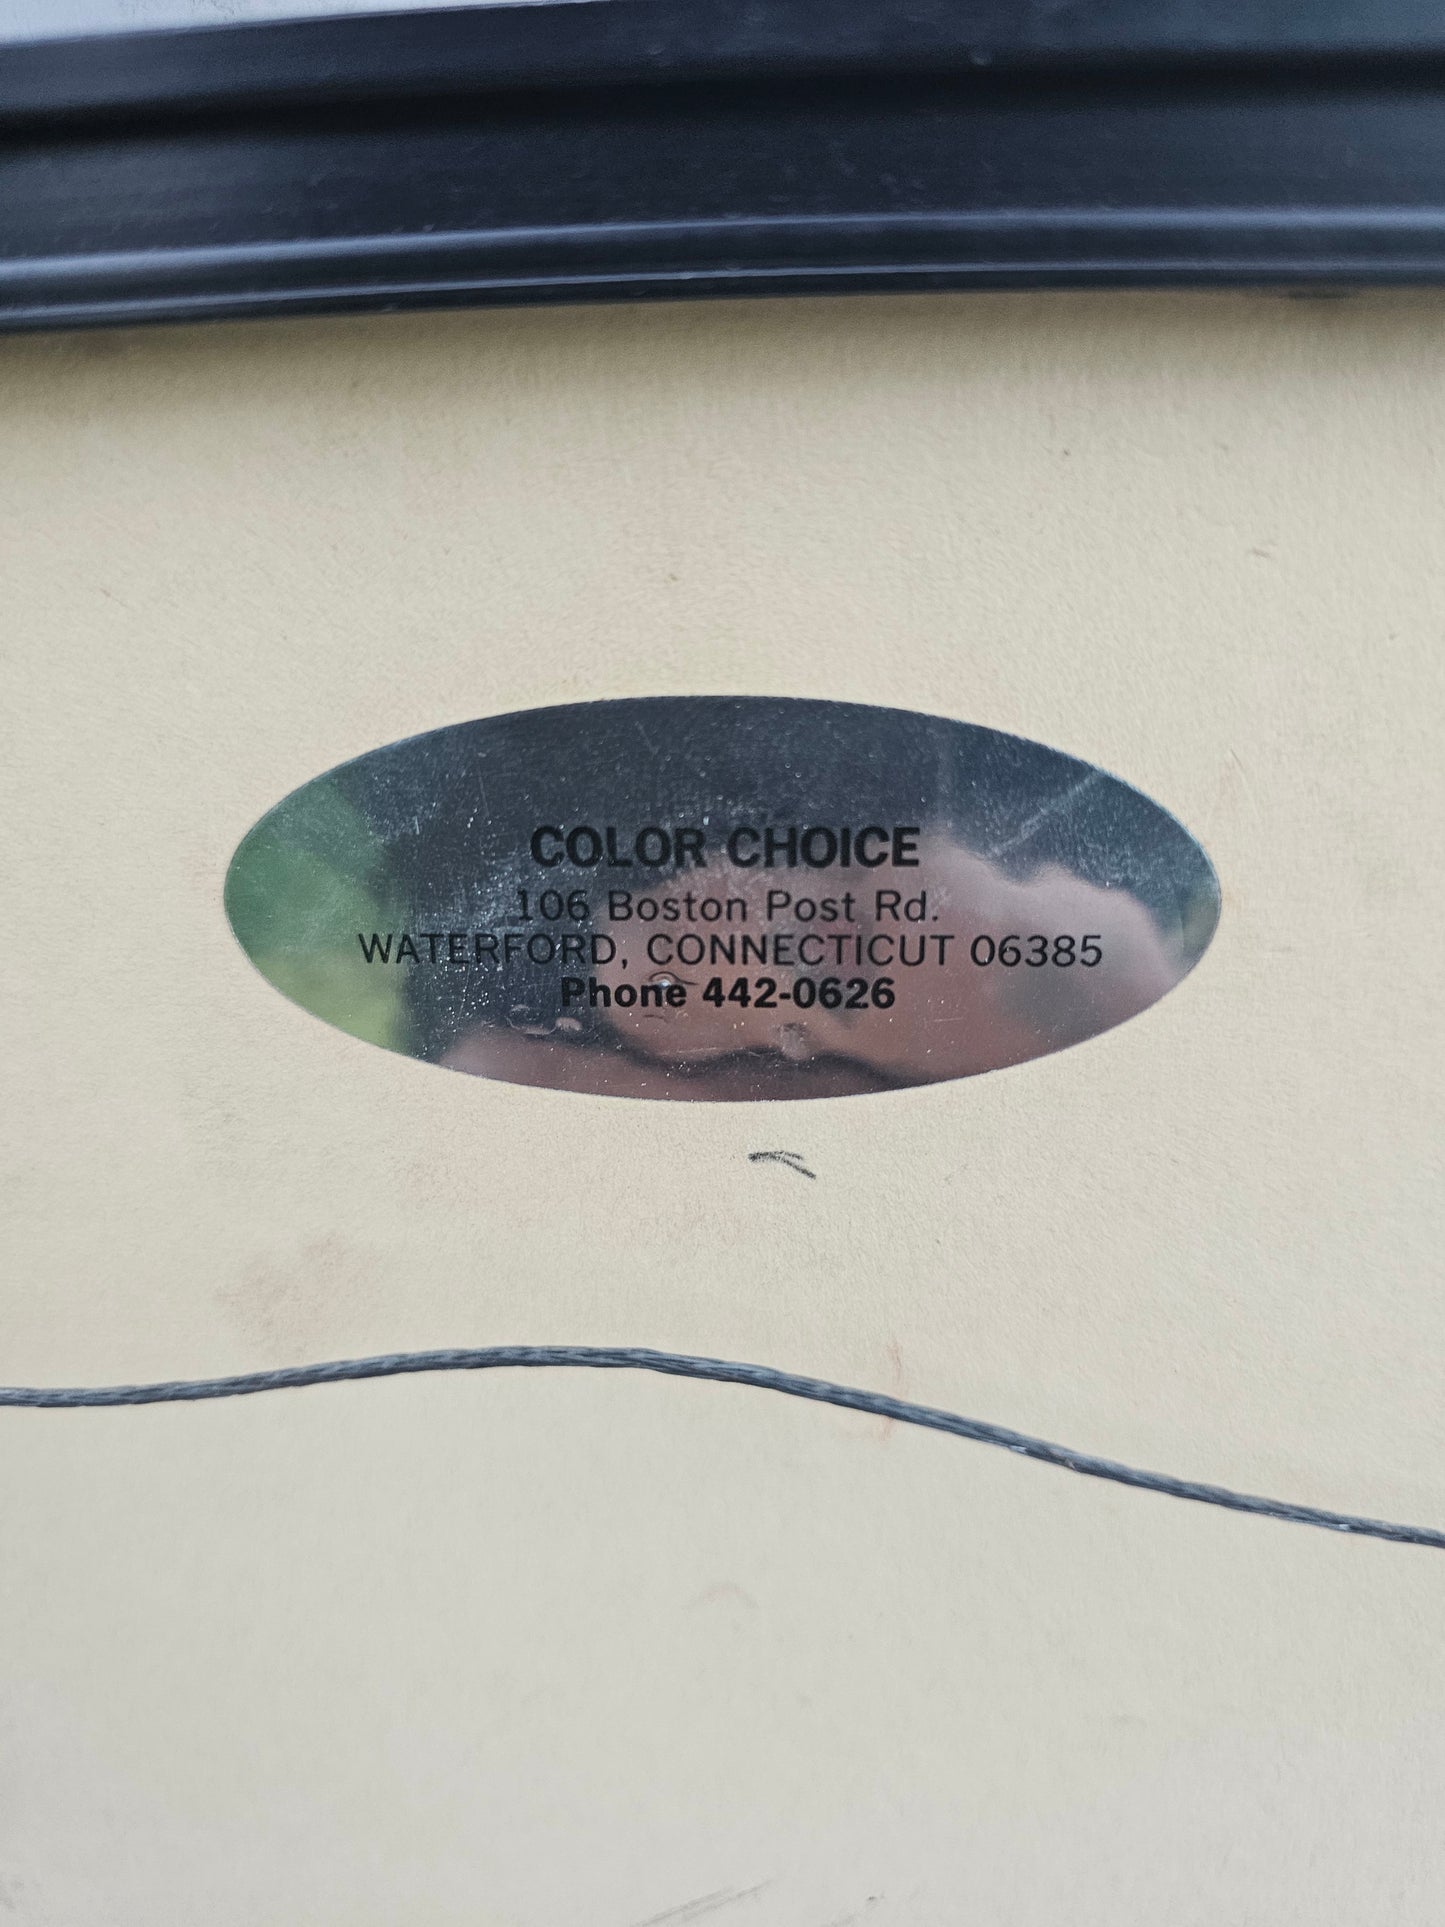 COLOR CHOICE
106 Boston Post Rd.
WATERFORD, CONNECTICUT 06385
Phone 442-0626